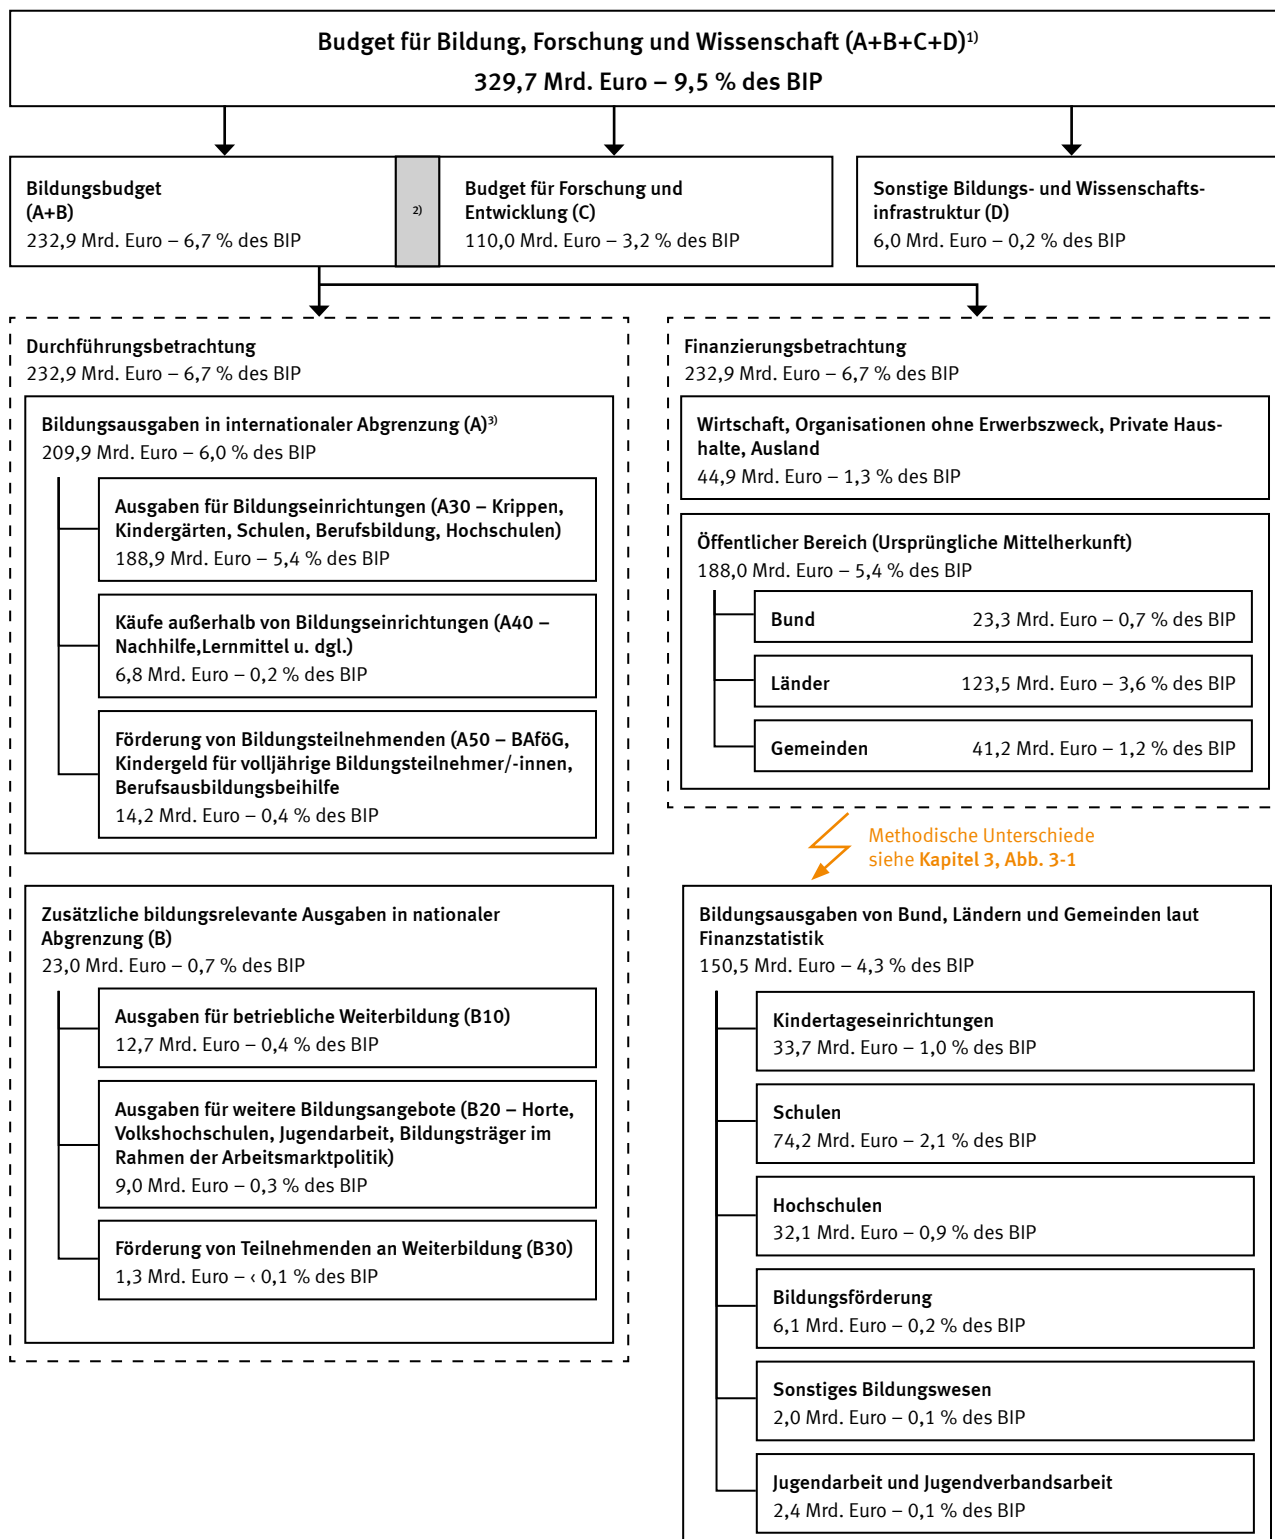 Budget für Bildung, Forschung und Wissenschaft (A+B+C+D)1)
329,7 Mrd. Euro – 9,5 % des BIP
Bildungsbudget
(A+B)
232,9 Mrd. Euro – 6,7 % des BIP
2)
Budget für Forschung und
Entwicklung (C)
110,0 Mrd. Euro – 3,2 % des BIP
Sonstige Bildungs- und Wissenschafts-
infrastruktur (D)
6,0 Mrd. Euro – 0,2 % des BIP
Durchführungsbetrachtung
232,9 Mrd. Euro – 6,7 % des BIP
Bildungsausgaben in internationaler Abgrenzung (A)3)
209,9 Mrd. Euro – 6,0 % des BIP
Ausgaben für Bildungseinrichtungen (A30 – Krippen,
Kindergärten, Schulen, Berufsbildung, Hochschulen)
188,9 Mrd. Euro – 5,4 % des BIP
Käufe außerhalb von Bildungseinrichtungen (A40 –
Nachhilfe,Lernmittel u. dgl.)
6,8 Mrd. Euro – 0,2 % des BIP
Förderung von Bildungsteilnehmenden (A50 – BAföG,
Kindergeld für volljährige Bildungsteilnehmer/-innen,
Berufsausbildungsbeihilfe
14,2 Mrd. Euro – 0,4 % des BIP
Zusätzliche bildungsrelevante Ausgaben in nationaler
Abgrenzung (B)
23,0 Mrd. Euro – 0,7 % des BIP
Ausgaben für betriebliche Weiterbildung (B10)
12,7 Mrd. Euro – 0,4 % des BIP
Ausgaben für weitere Bildungsangebote (B20 – Horte,
Volkshochschulen, Jugendarbeit, Bildungsträger im
Rahmen der Arbeitsmarktpolitik)
9,0 Mrd. Euro – 0,3 % des BIP
Förderung von Teilnehmenden an Weiterbildung (B30)
1,3 Mrd. Euro – ‹ 0,1 % des BIP
Finanzierungsbetrachtung
232,9 Mrd. Euro – 6,7 % des BIP
Wirtschaft, Organisationen ohne Erwerbszweck, Private Haus-
halte, Ausland
44,9 Mrd. Euro – 1,3 % des BIP
Öffentlicher Bereich (Ursprüngliche Mittelherkunft)
188,0 Mrd. Euro – 5,4 % des BIP
Bund 23,3 Mrd. Euro – 0,7 % des BIP
Länder 123,5 Mrd. Euro – 3,6 % des BIP
Gemeinden 41,2 Mrd. Euro – 1,2 % des BIP
Methodische Unterschiede
siehe Kapitel 3, Abb. 3-1
Bildungsausgaben von Bund, Ländern und Gemeinden laut
Finanzstatistik
150,5 Mrd. Euro – 4,3 % des BIP
Kindertageseinrichtungen
33,7 Mrd. Euro – 1,0 % des BIP
Schulen
74,2 Mrd. Euro – 2,1 % des BIP
Hochschulen
32,1 Mrd. Euro – 0,9 % des BIP
Bildungsförderung
6,1 Mrd. Euro – 0,2 % des BIP
Sonstiges Bildungswesen
2,0 Mrd. Euro – 0,1 % des BIP
Jugendarbeit und Jugendverbandsarbeit
2,4 Mrd. Euro – 0,1 % des BIP